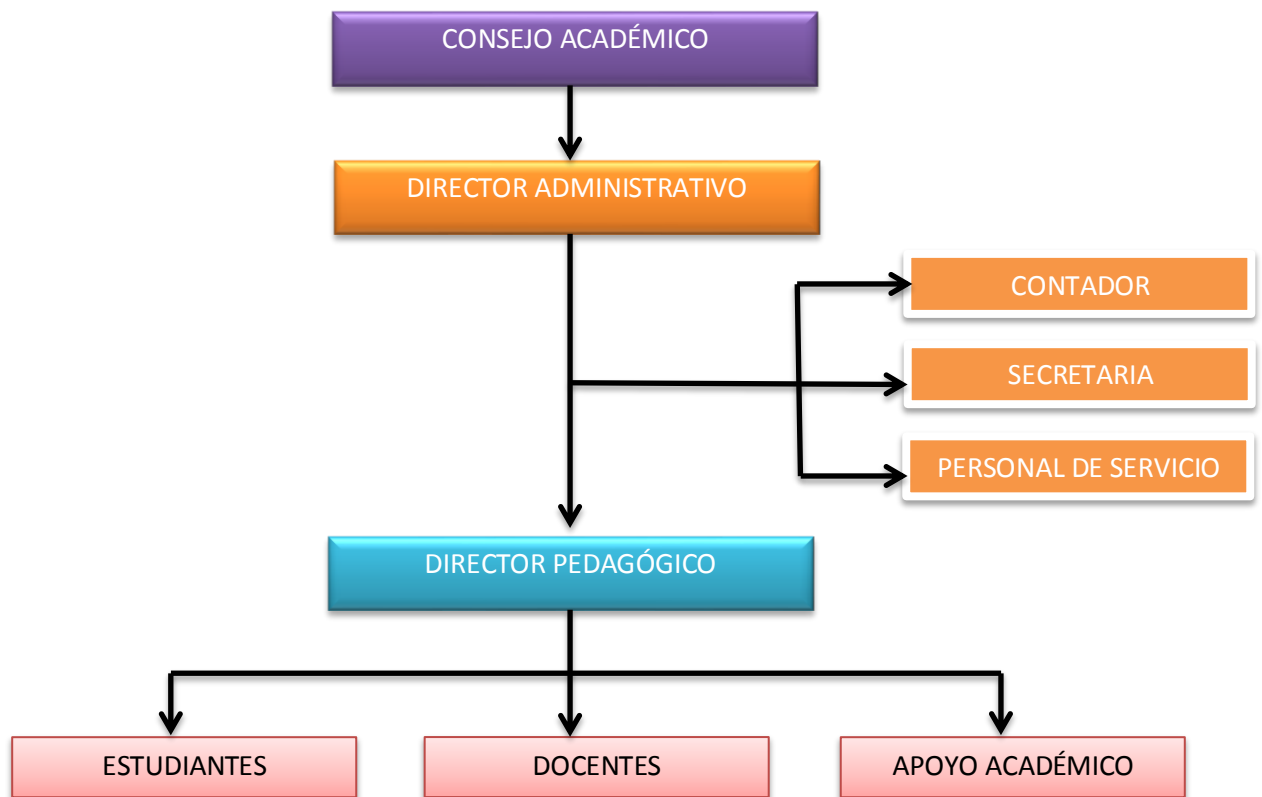 CONSEJO ACADÉMICO
DIRECTOR ADMINISTRATIVO
CONTADOR
SECRETARIA
PERSONAL DE SERVICIO
DIRECTOR PEDAGÓGICO
ESTUDIANTES
DOCENTES
APOYO ACADÉMICO